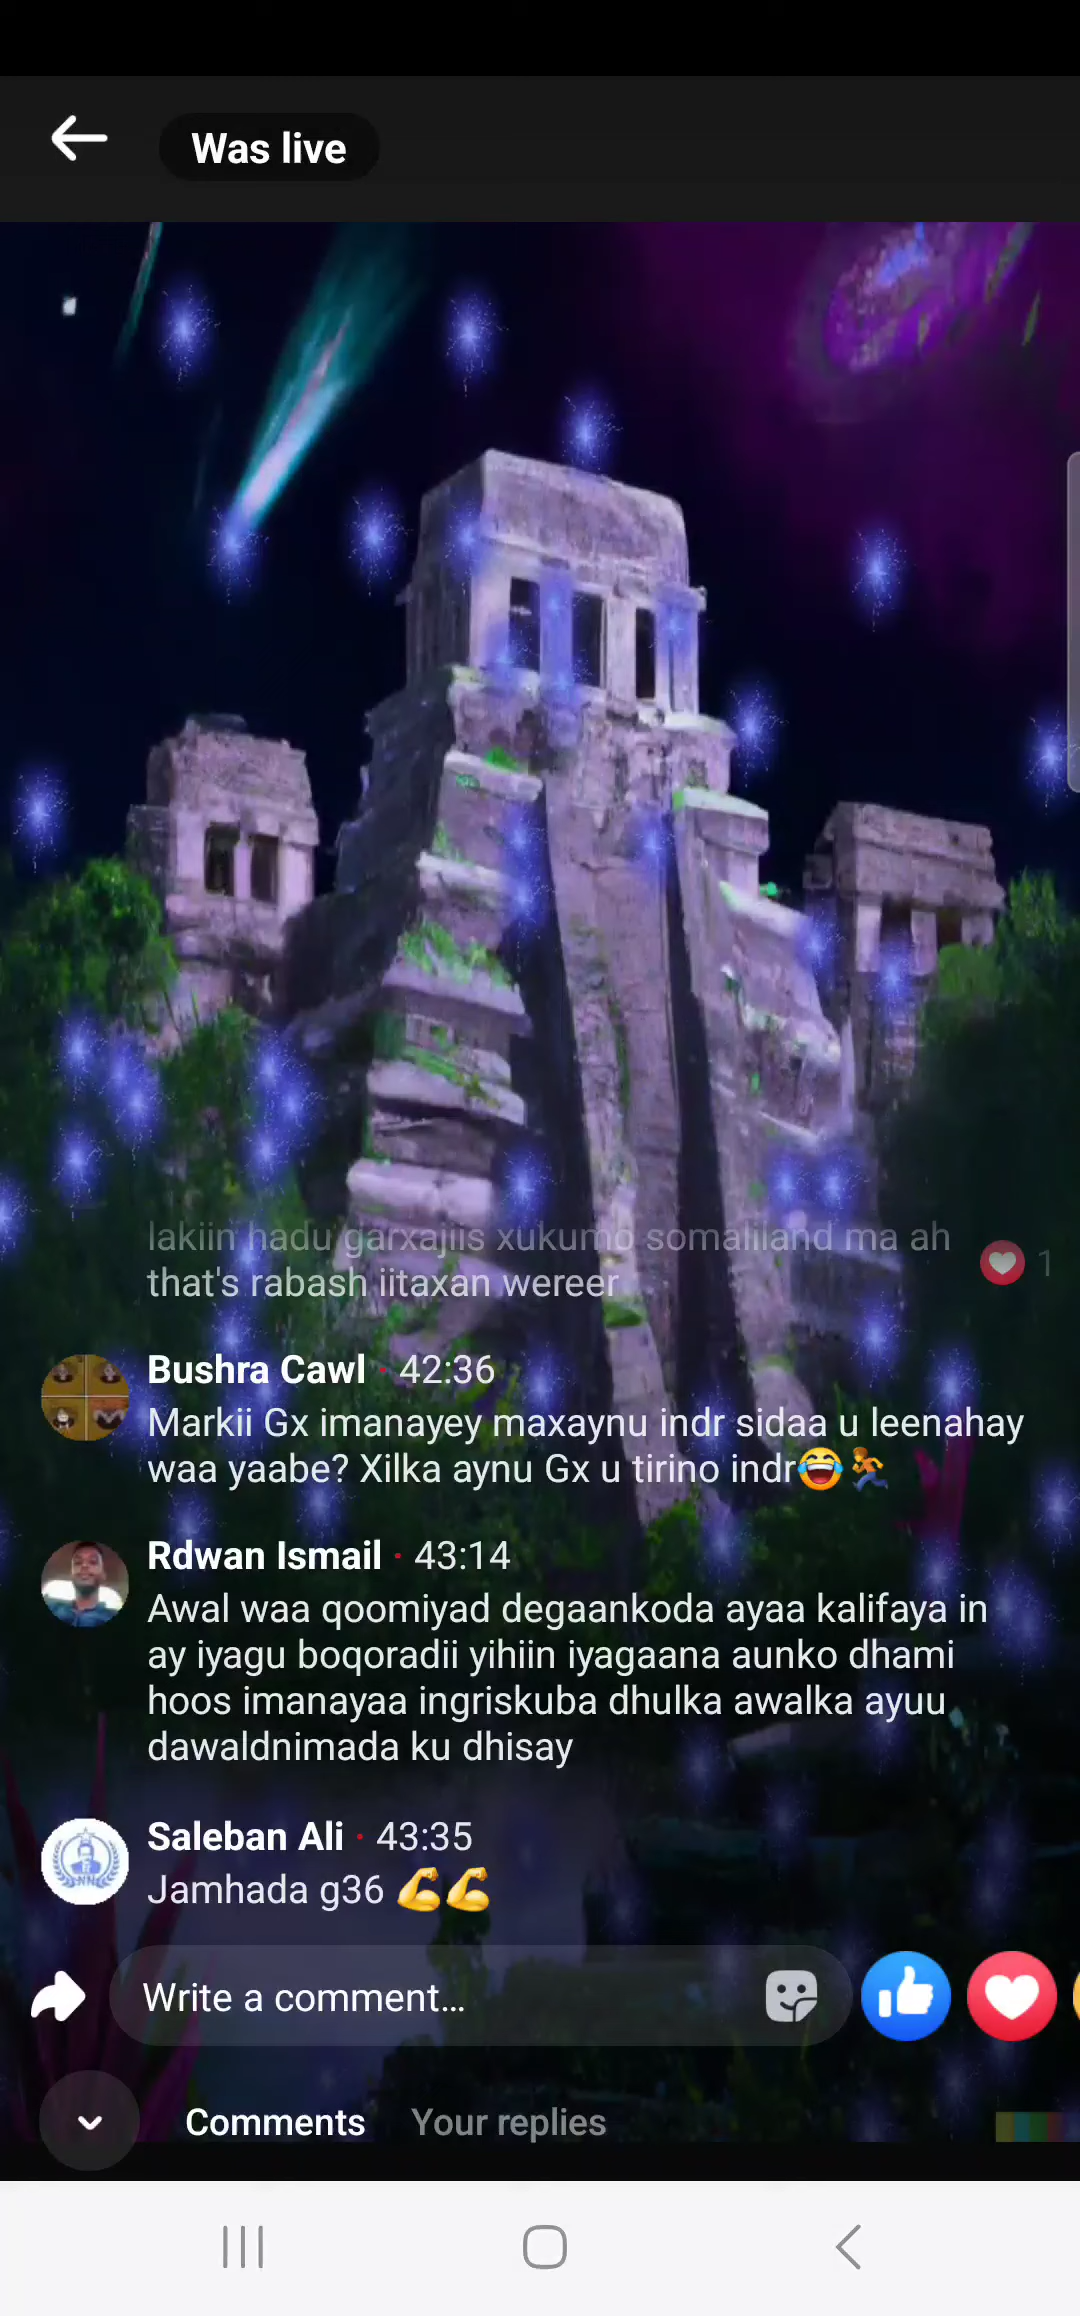 Was live
lakiin hadu garxajiis xukumo somaliland ma ah
that's rabash iitaxan wereer
1
Bushra Cawl · 42:36
Markii Gx imanayey maxaynu indr sidaa u leenahay
waa yaabe? Xilka aynu Gx u tirino indr😂🏃
Rdwan Ismail · 43:14
Awal waa qoomiyad degaankoda ayaa kalifaya in
ay iyagu boqoradii yihiin iyagaana aunko dhami
hoos imanayaa ingriskuba dhulka awalka ayuu
dawaldnimada ku dhisay
Saleban Ali · 43:35
Jamhada g36 💪💪
Write a comment...
Comments Your replies